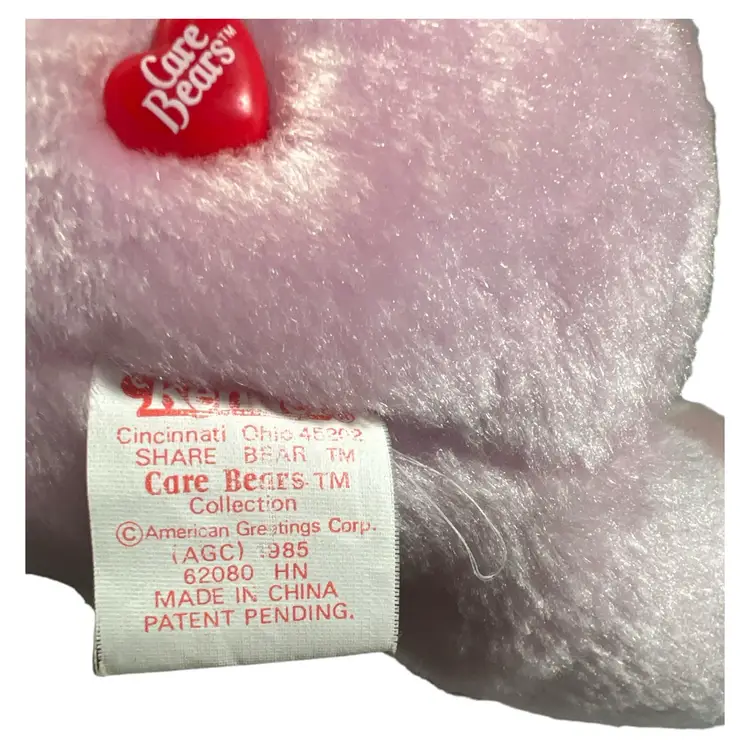 Care
Bears™
Cincinnati Ohio 45202
SHARE BEAR TM
Care Bears TM
Collection
©American Greetings Corp.
(AGC) 1985
62080 HN
MADE IN CHINA
PATENT PENDING.